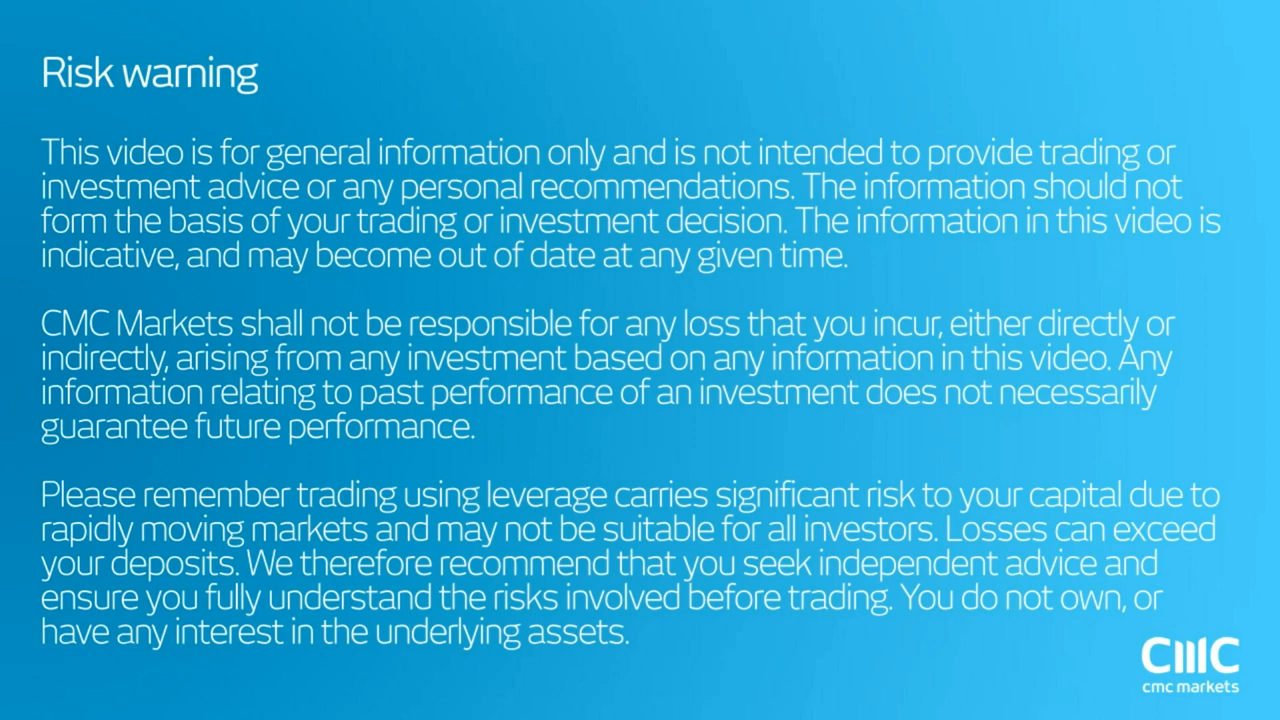 Risk warning
This video is for general information only and is not intended to provide trading or
investment advice or any personal recommendations. The information should not
form the basis of your trading or investment decision. The information in this video is
indicative, and may become out of date at any given time.
CMC Markets shall not be responsible for any loss that you incur, either directly or
indirectly, arising from any investment based on any information in this video. Any
information relating to past performance of an investment does not necessarily
guarantee future performance.
Please remember trading using leverage carries significant risk to your capital due to
rapidly moving markets and may not be suitable for all investors. Losses can exceed
your deposits. We therefore recommend that you seek independent advice and
ensure you fully understand the risks involved before trading. You do not own, or
have any interest in the underlying assets.
CMC
cmc markets